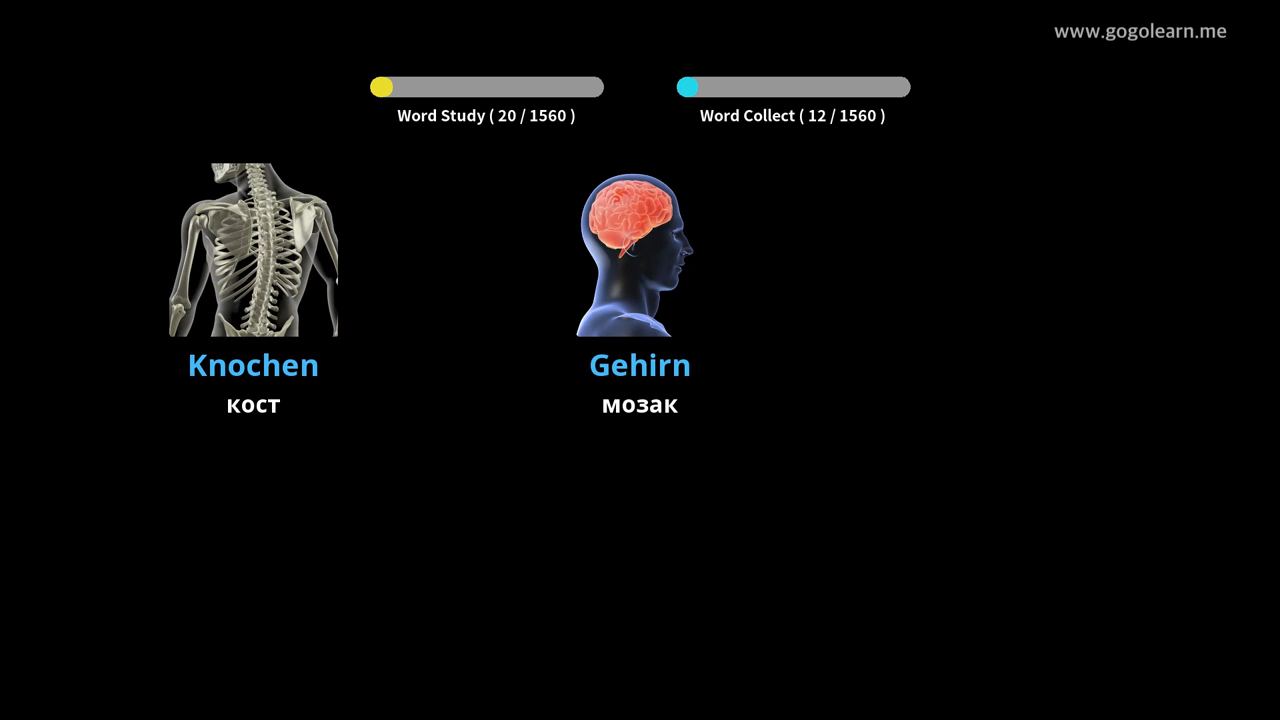 www.gogolearn.me
Word Study ( 20 / 1560 )
Word Collect ( 12 / 1560 )
Knochen
кост
Gehirn
мозак